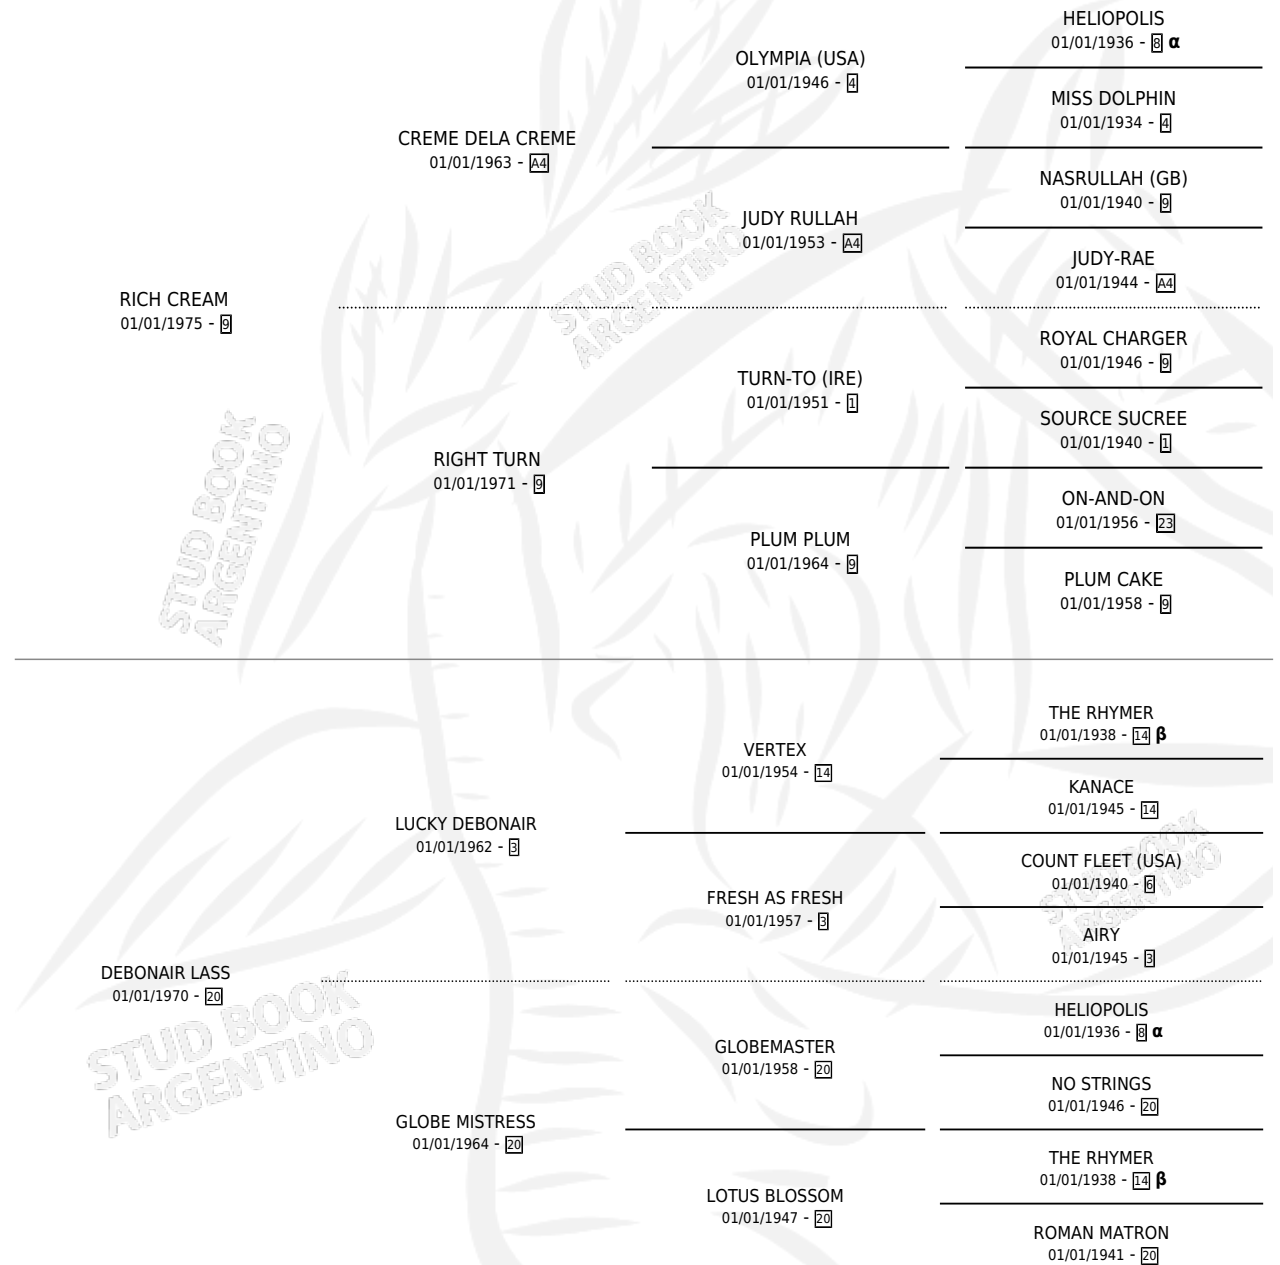 HELIOPOLIS
01/01/1936 - 8 α
OLYMPIA (USA)
01/01/1946 - 4
MISS DOLPHIN
01/01/1934 - 4
CREME DELA CREME
01/01/1963 - A4
NASRULLAH (GB)
01/01/1940 - 9
JUDY RULLAH
01/01/1953 - A4
JUDY-RAE
01/01/1944 - A4
RICH CREAM
01/01/1975 - 9
STUD BOOK
ARGENTINO
ROYAL CHARGER
01/01/1946 - 9
TURN-TO (IRE)
01/01/1951 - 1
SOURCE SUCREE
01/01/1940 - 1
RIGHT TURN
01/01/1971 - 9
ON-AND-ON
01/01/1956 - 23
PLUM PLUM
01/01/1964 - 9
PLUM CAKE
01/01/1958 - 9
STUD BOOK
ARGENTINO
THE RHYMER
01/01/1938 - 14 β
VERTEX
01/01/1954 - 14
KANACE
01/01/1945 - 14
LUCKY DEBONAIR
01/01/1962 - 3
COUNT FLEET (USA)
01/01/1940 - 6
FRESH AS FRESH
01/01/1957 - 3
AIRY
01/01/1945 - 3
STUD BOOK
ARGENTINO
DEBONAIR LASS
01/01/1970 - 20
HELIOPOLIS
01/01/1936 - 8 α
GLOBEMASTER
01/01/1958 - 20
NO STRINGS
01/01/1946 - 20
GLOBE MISTRESS
01/01/1964 - 20
THE RHYMER
01/01/1938 - 14 β
LOTUS BLOSSOM
01/01/1947 - 20
ROMAN MATRON
01/01/1941 - 20
STUD BOOK
ARGENTINO